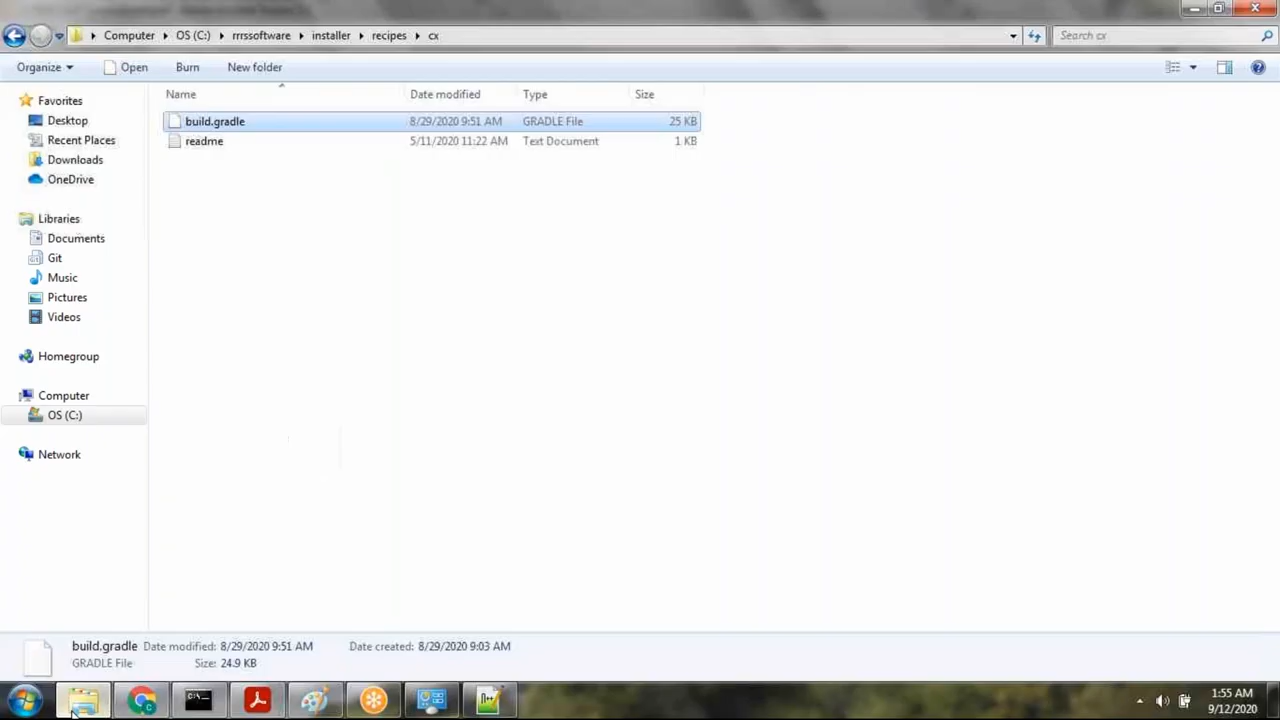 Computer OS (C:) rrrssoftware installer recipes cx
Search cx
Organize Open Burn New folder
Name Date modified Type Size
Favorites
build.gradle 8/29/2020 9:51 AM GRADLE File 25 KB
Desktop
readme 5/11/2020 11:22 AM Text Document 1 KB
Recent Places
Downloads
OneDrive
Libraries
Documents
Git
Music
Pictures
Videos
Homegroup
Computer
OS (C:)
Network
build.gradle Date modified: 8/29/2020 9:51 AM Date created: 8/29/2020 9:03 AM
GRADLE File Size: 24.9 KB
C:\_
1:55 AM
9/12/2020